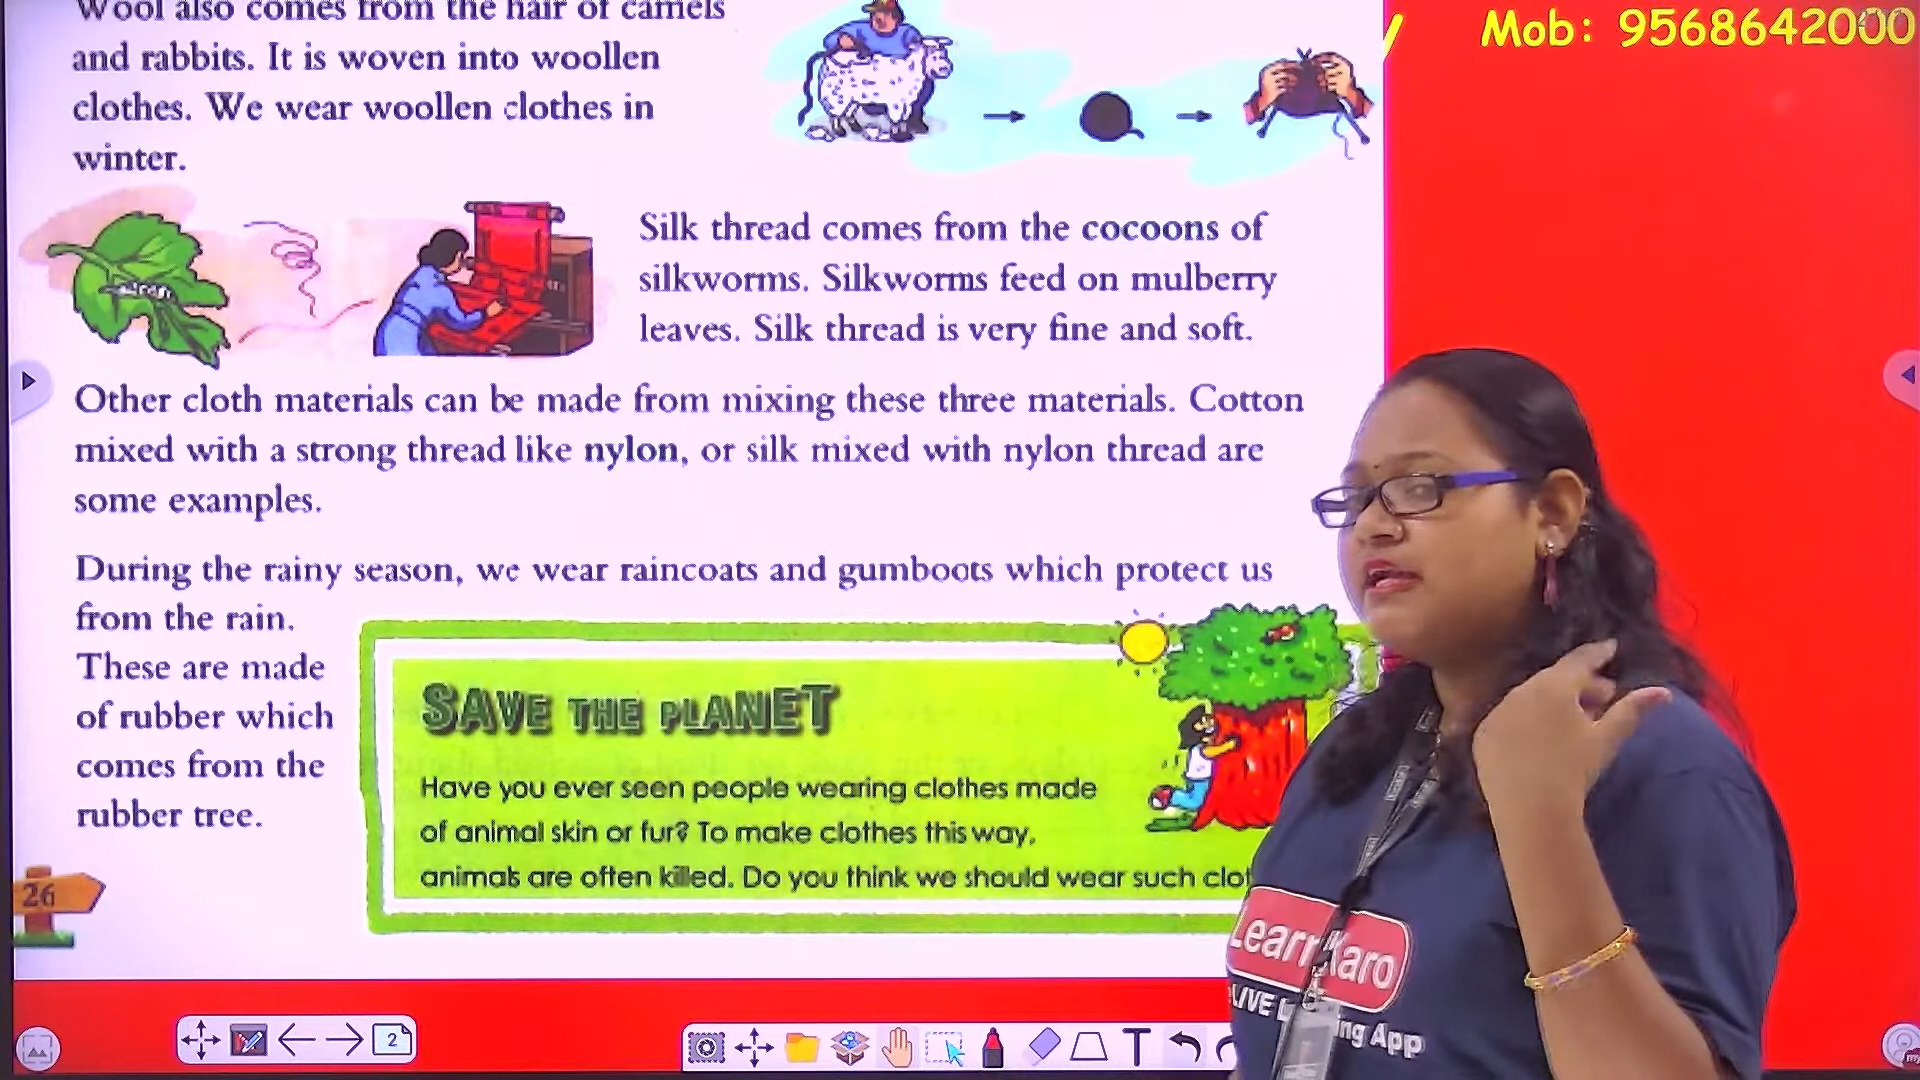 Wool also comes from the hair of camels
and rabbits. It is woven into woollen
clothes. We wear woollen clothes in
winter.
Mob: 9568642000
Silk thread comes from the cocoons of
silkworms. Silkworms feed on mulberry
leaves. Silk thread is very fine and soft.
Other cloth materials can be made from mixing these three materials. Cotton
mixed with a strong thread like nylon, or silk mixed with nylon thread are
some examples.
During the rainy season, we wear raincoats and gumboots which protect us
from the rain.
These are made
of rubber which
comes from the
rubber tree.
SAVE THE PLANET
Have you ever seen people wearing clothes made
of animal skin or fur? To make clothes this way,
animals are often killed. Do you think we should wear such clo
26
2
T
LearnKaro
LIVE
App